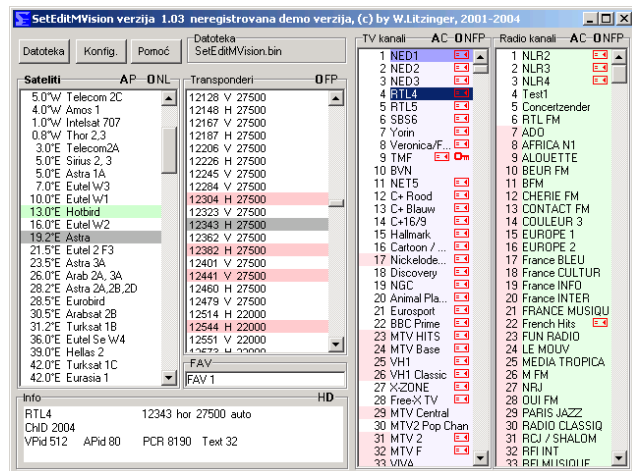 SetEditMVision verzija 1.03 neregistrovana demo verzija, (c) by W.Litzinger, 2001-2004
Datoteka
Konfig.
Pomoć
Datoteka
SetEditMVision.bin
Sateliti AP ONL
5.0°W Telecom 2C
4.0°W Amos 1
1.0°W Intelsat 707
0.8°W Thor 2,3
3.0°E Telecom2A
5.0°E Sirius 2, 3
5.0°E Astra 1A
7.0°E Eutel W3
10.0°E Eutel W1
13.0°E Hotbird
16.0°E Eutel W2
19.2°E Astra
21.5°E Eutel 2 F3
23.5°E Astra 3A
26.0°E Arab 2A, 3A
28.2°E Astra 2A,2B,2D
28.5°E Eurobird
30.5°E Arabsat 2B
31.2°E Turksat 1B
36.0°E Eutel Se W4
39.0°E Hellas 2
42.0°E Turksat 1C
42.0°E Eurasia 1
Transponderi OFP
12128 V 27500
12148 H 27500
12167 V 27500
12187 H 27500
12206 V 27500
12226 H 27500
12245 V 27500
12284 V 27500
12304 H 27500
12323 V 27500
12343 H 27500
12362 V 27500
12382 H 27500
12401 V 27500
12441 V 27500
12460 H 27500
12479 V 27500
12514 H 22000
12544 H 22000
12551 V 22000
12573 H 22000
FAV
FAV 1
Info HD
RTL4 12343 hor 27500 auto
ChID 2004
VPid 512 APid 80 PCR 8190 Text 32
TV kanali AC ONFP
1 NED1
2 NED2
3 NED3
4 RTL4
5 RTL5
6 SBS6
7 Yorin
8 Veronica/F...
9 TMF
10 BVN
11 NET5
12 C+ Rood
13 C+ Blauw
14 C+16/9
15 Hallmark
16 Cartoon / ...
17 Nickelode...
18 Discovery
19 NGC
20 Animal Pla...
21 Eurosport
22 BBC Prime
23 MTV HITS
24 MTV Base
25 VH1
26 VH1 Classic
27 X-ZONE
28 Free-X TV
29 MTV Central
30 MTV2 Pop Chan
31 MTV 2
32 MTV F
33 VIVA
Radio kanali AC ONFP
1 NLR2
2 NLR3
3 NLR4
4 Test1
5 Concertzender
6 RTL FM
7 ADO
8 AFRICA N1
9 ALOUETTE
10 BEUR FM
11 BFM
12 CHERIE FM
13 CONTACT FM
14 COULEUR 3
15 EUROPE 1
16 EUROPE 2
17 France BLEU
18 France CULTUR
19 France INFO
20 France INTER
21 FRANCE MUSIQU
22 French Hits
23 FUN RADIO
24 LE MOUV
25 MEDIA TROPICA
26 M FM
27 NRJ
28 OUI FM
29 PARIS JAZZ
30 RADIO CLASSIQ
31 RCJ / SHALOM
32 RFI INT
33 RFI MUSIQUE